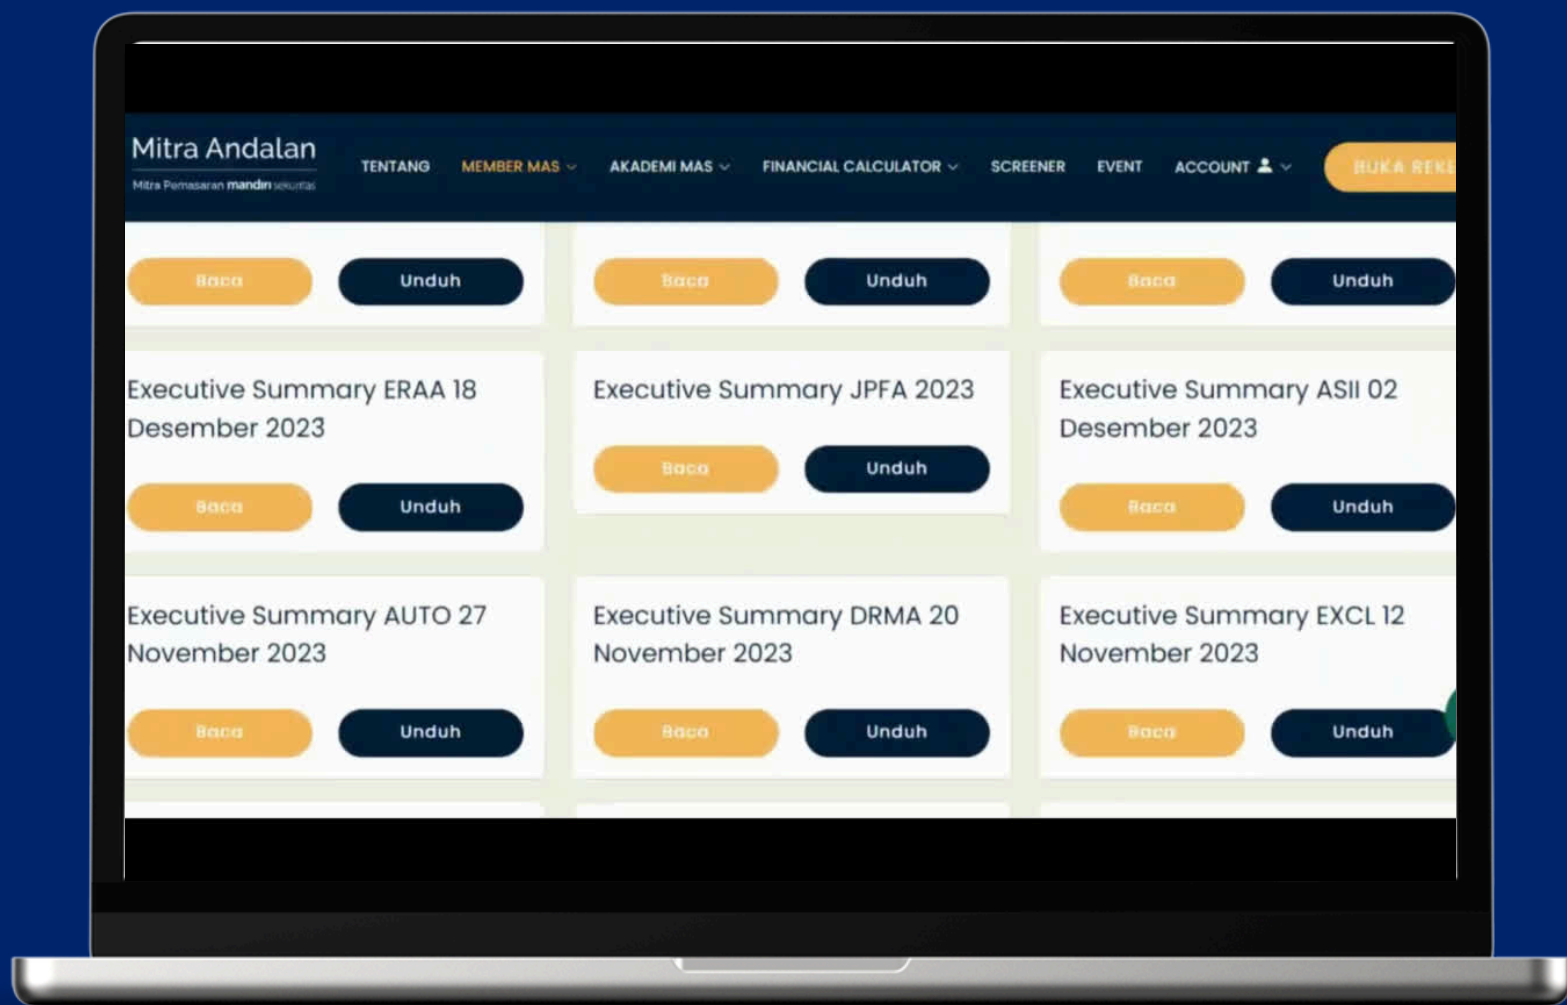 Mitra Andalan
Mitra Pemasaran mandiri sekuritas
TENTANG MEMBER MAS AKADEMI MAS FINANCIAL CALCULATOR SCREENER EVENT ACCOUNT BUKA REKE
Baca Unduh Baca Unduh Baca Unduh
Executive Summary ERAA 18
Desember 2023
Baca Unduh
Executive Summary JPFA 2023
Baca Unduh
Executive Summary ASII 02
Desember 2023
Baca Unduh
Executive Summary AUTO 27
November 2023
Baca Unduh
Executive Summary DRMA 20
November 2023
Baca Unduh
Executive Summary EXCL 12
November 2023
Baca Unduh